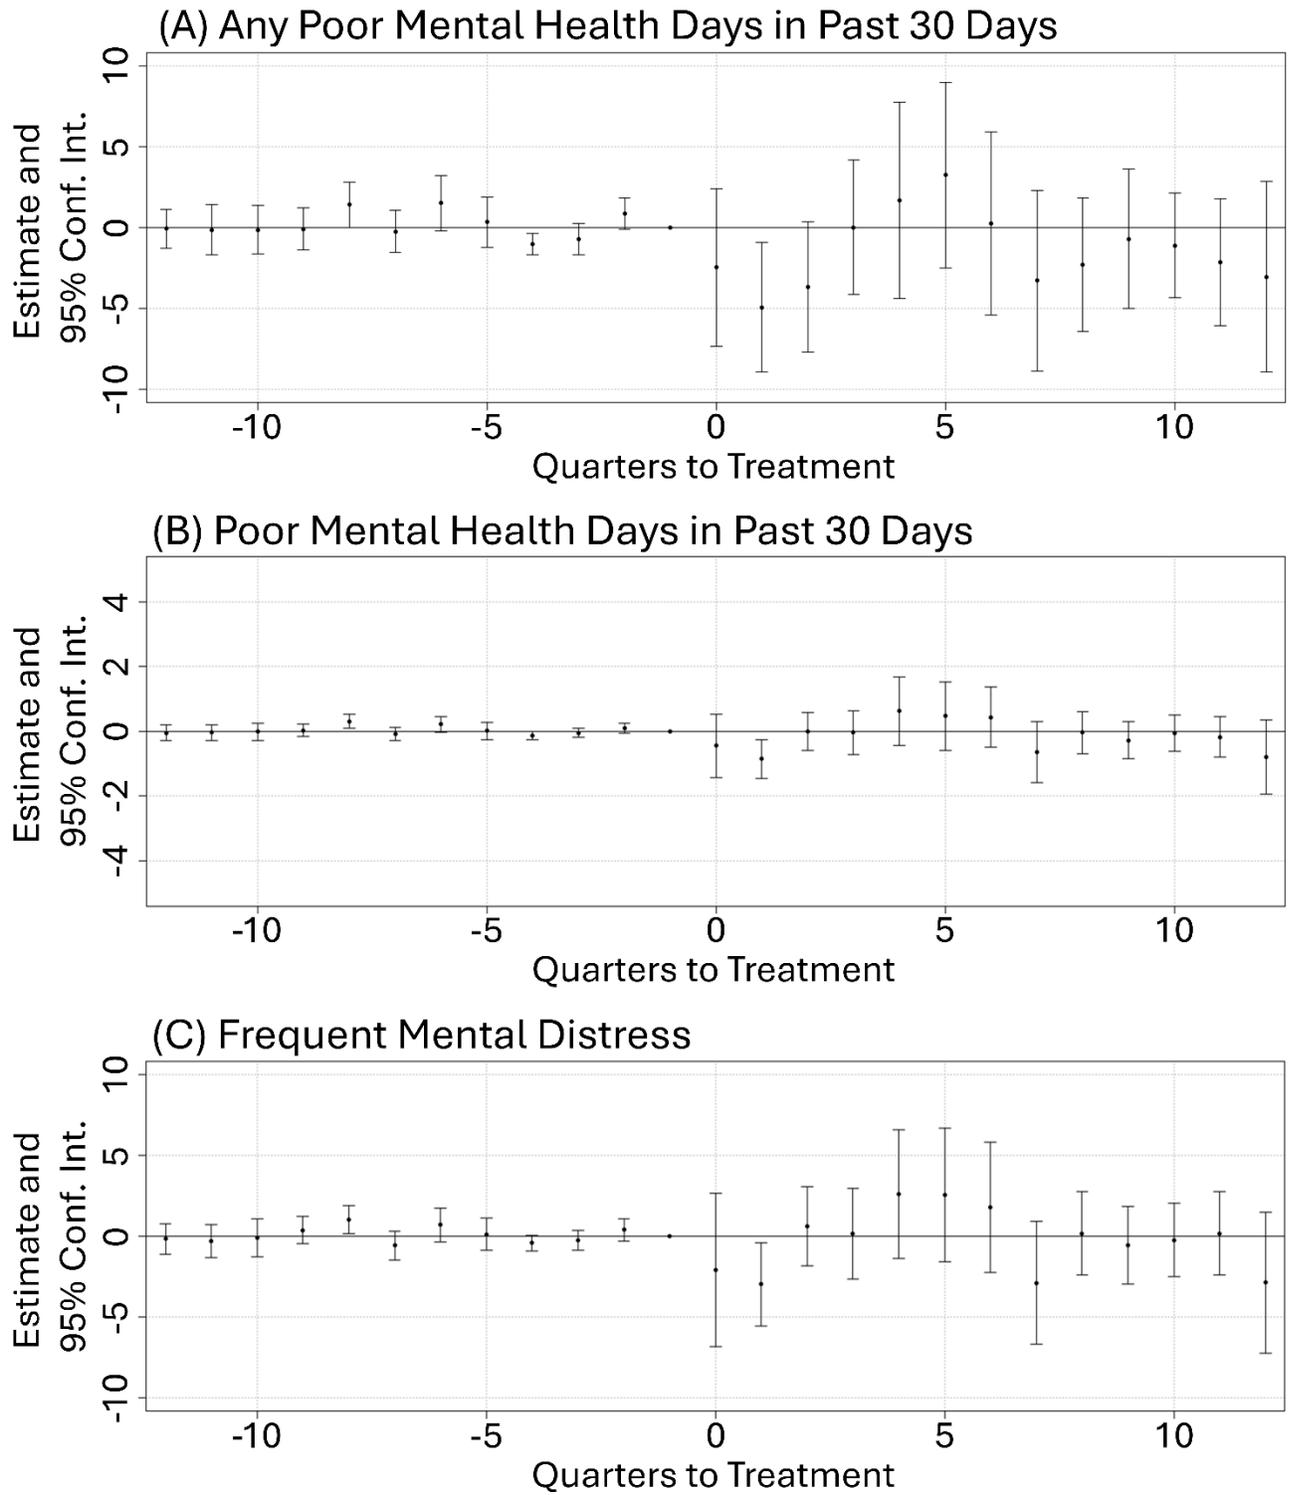 (A) Any Poor Mental Health Days in Past 30 Days
Estimate and
95% Conf. Int.
10
5
0
-5
-10
-10
-5
0
5
10
Quarters to Treatment
(B) Poor Mental Health Days in Past 30 Days
Estimate and
95% Conf. Int.
4
2
0
-2
-4
-10
-5
0
5
10
Quarters to Treatment
(C) Frequent Mental Distress
Estimate and
95% Conf. Int.
10
5
0
-5
-10
-10
-5
0
5
10
Quarters to Treatment